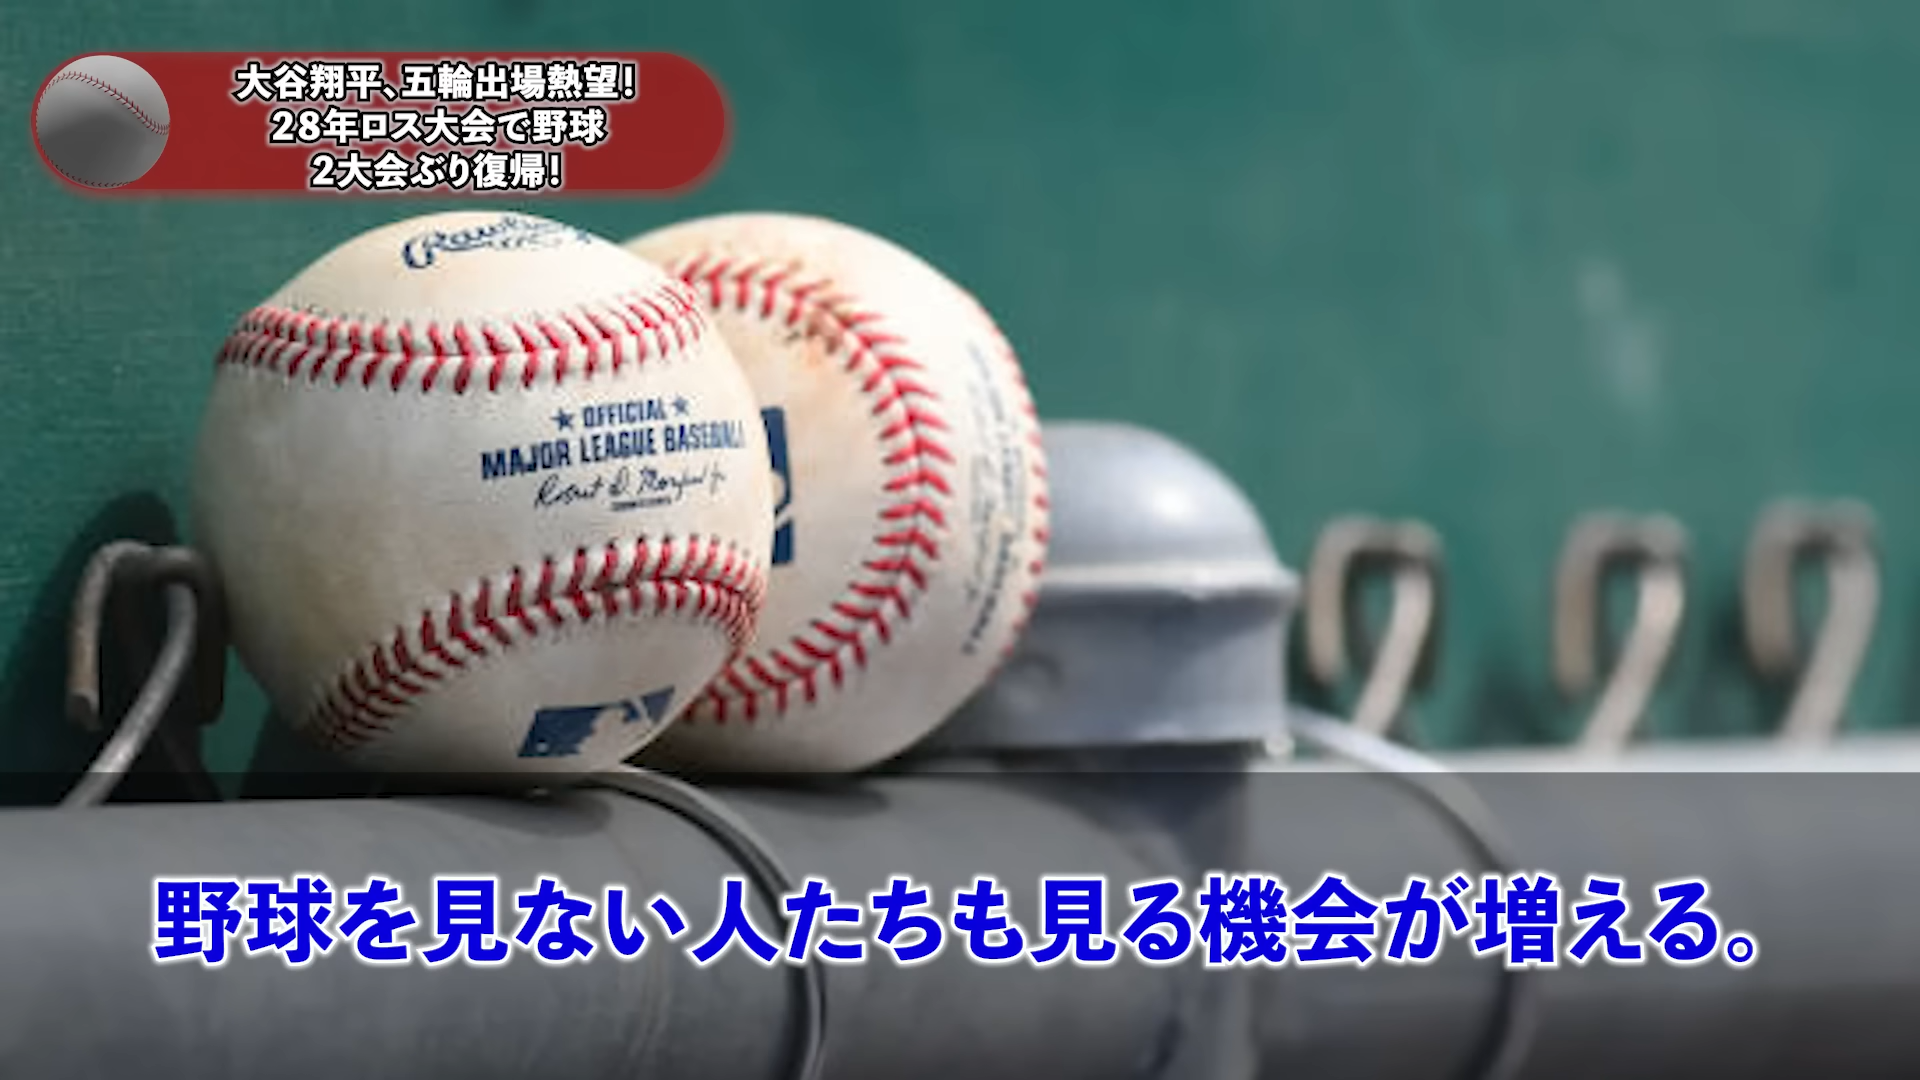 大谷翔平、五輪出場熱望！
28年ロス大会で野球
2大会ぶり復帰！
★ OFFICIAL ★
MAJOR LEAGUE BASEBALL
野球を見ない人たちも見る機会が増える。